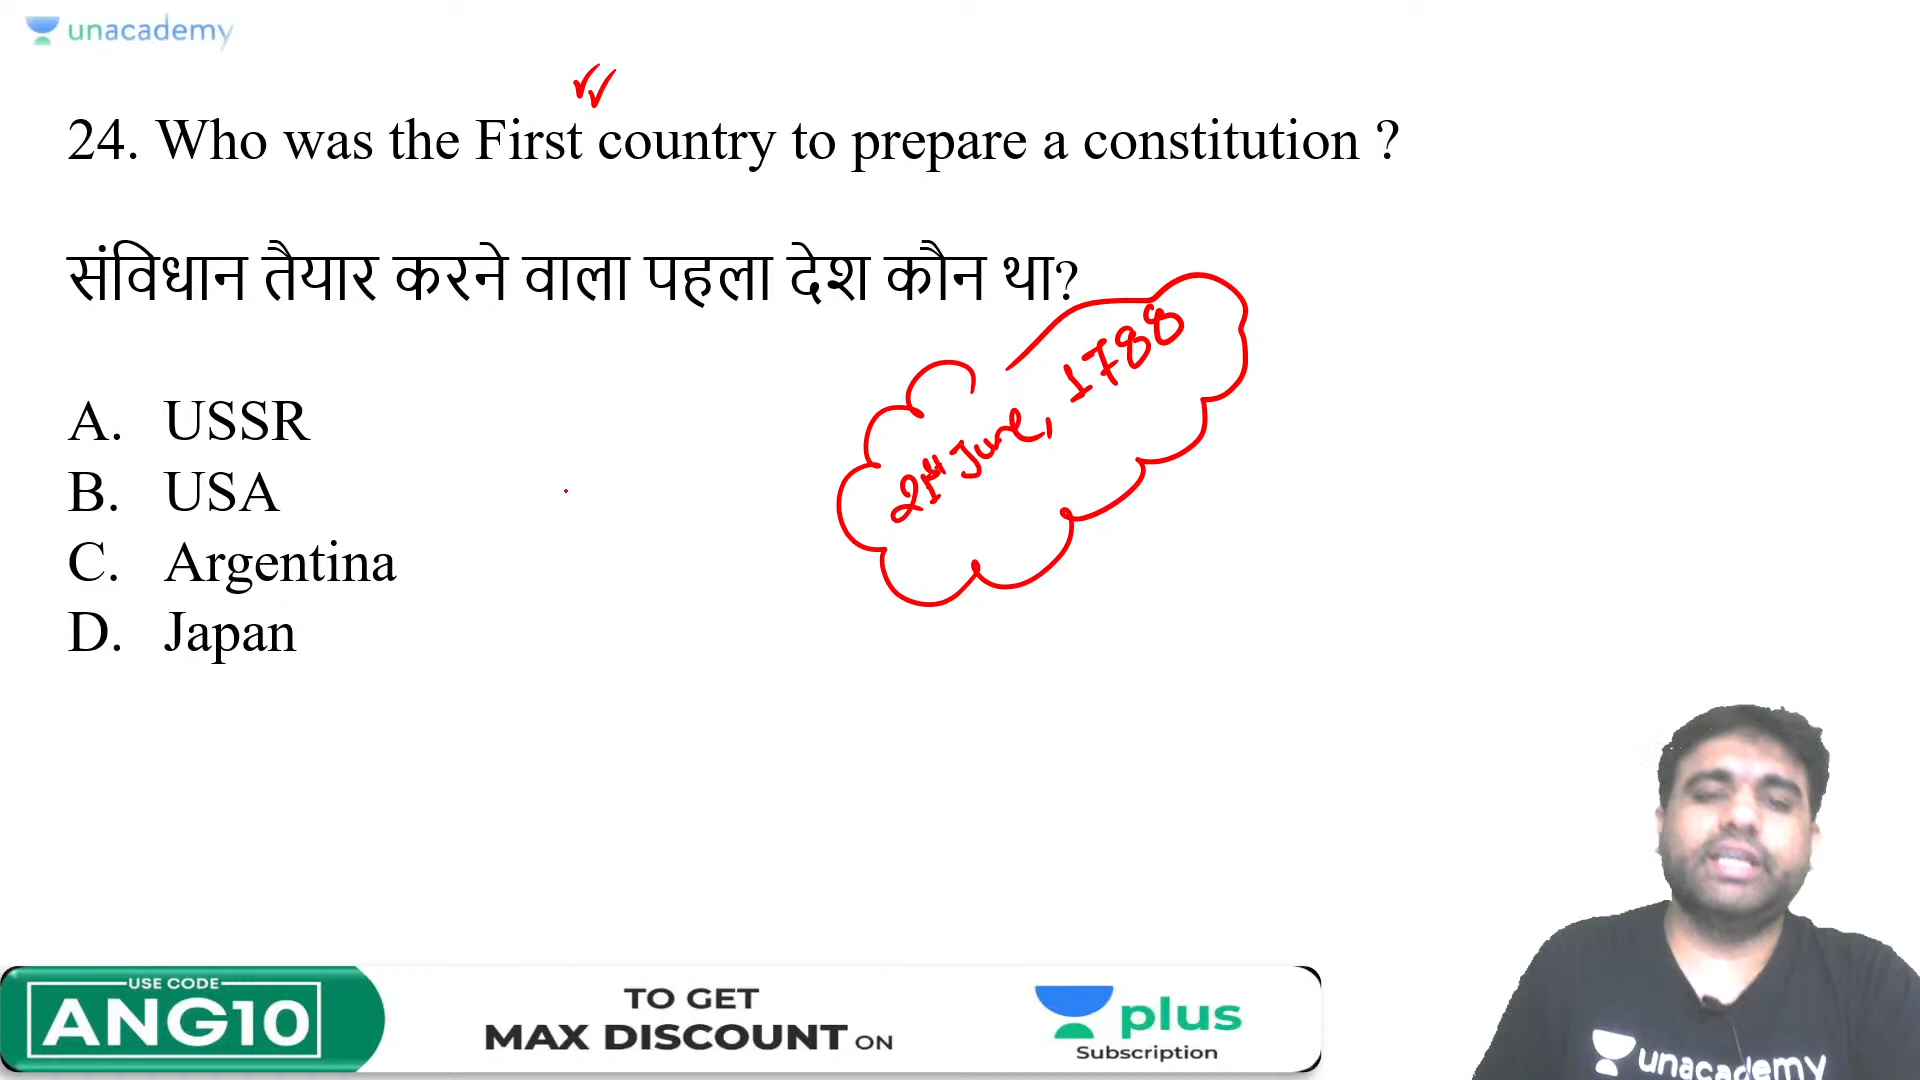 unacademy
24. Who was the First country to prepare a constitution ?
संविधान तैयार करने वाला पहला देश कौन था?
21st June, 1788
A. USSR
B. USA
C. Argentina
D. Japan
USE CODE
ANG10
TO GET
MAX DISCOUNT ON
plus
Subscription
unacademy